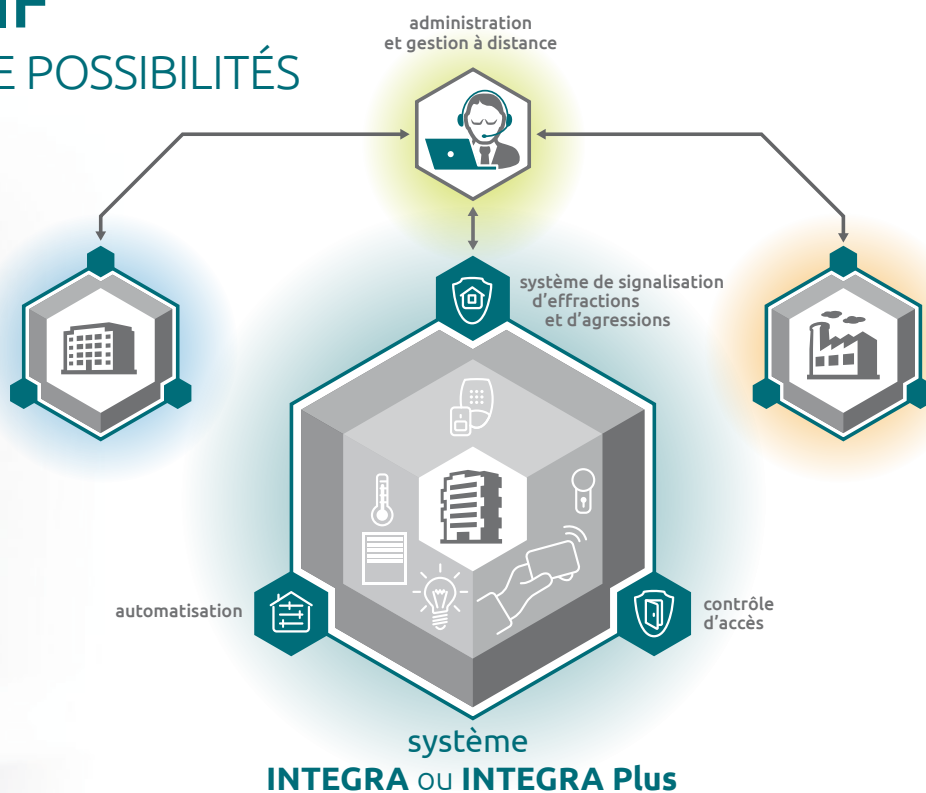 E POSSIBILITÉS
administration
et gestion à distance
système de signalisation
d'effractions
et d'agressions
automatisation
contrôle
d'accès
système
INTEGRA ou INTEGRA Plus